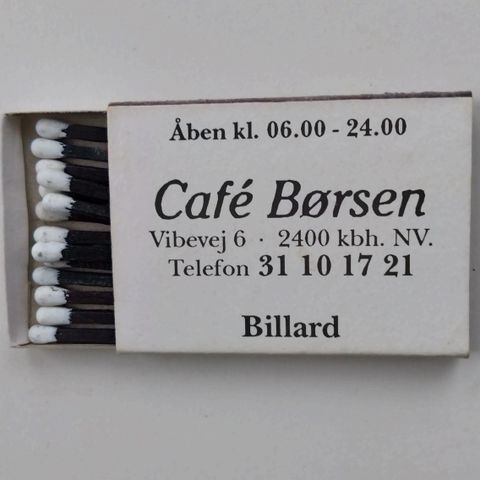 Åben kl. 06.00 - 24.00
Café Børsen
Vibevej 6 · 2400 kbh. NV.
Telefon 31 10 17 21
Billard